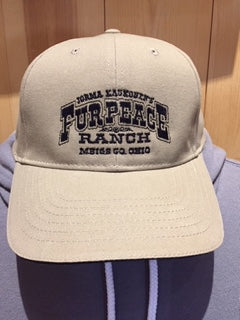 JORMA KAUKONEN'S
FUR PEACE
RANCH
MEIGS CO. OHIO